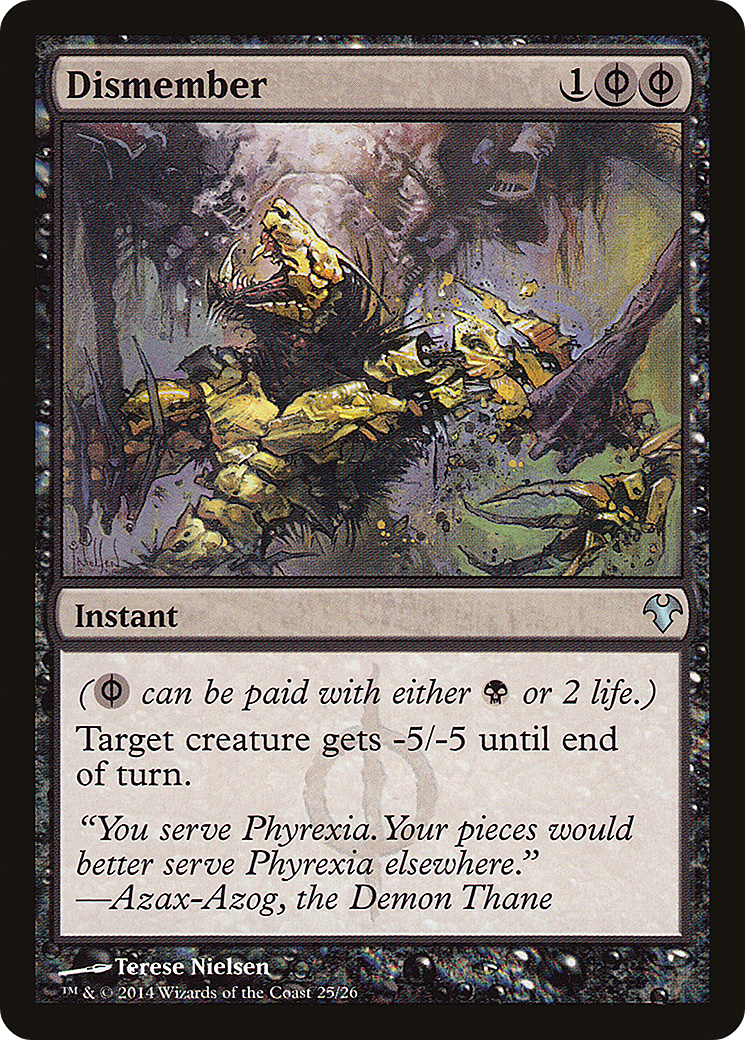 Dismember 1
Instant
( can be paid with either or 2 life.)
Target creature gets -5/-5 until end
of turn.
“You serve Phyrexia. Your pieces would
better serve Phyrexia elsewhere.”
—Azax-Azog, the Demon Thane
Terese Nielsen
™ & © 2014 Wizards of the Coast 25/26